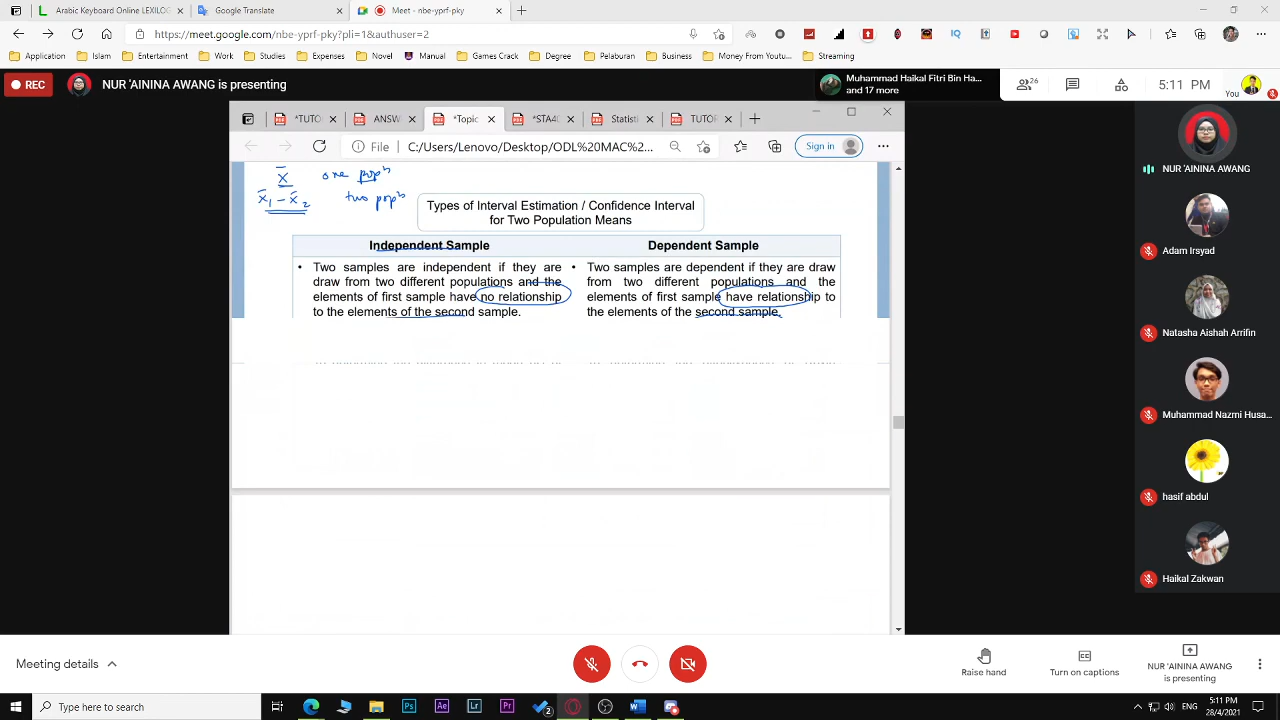 Arabic Keyboard Online LEXILOG
Google Translate
Meet - nbe-yprf-pky
https://meet.google.com/nbe-yprf-pky?pli=1&authuser=2
Application
Islam
Work
Studies
Expenses
Novel
Manual
Games Crack
Degree
Pelaburan
Business
Money From Youtu...
Streaming
REC
NUR 'AININA AWANG is presenting
Muhammad Haikal Fitri Bin Ha...
and 17 more
26
5:11 PM
You
*TUTO
ANSW
*Topic
*STA4
Statisti
TUTOR
File
C:/Users/Lenovo/Desktop/ODL%20MAC%2...
Sign in
x̄ one popⁿ
x̄₁ − x̄₂ two popⁿ
Types of Interval Estimation / Confidence Interval
for Two Population Means
Independent Sample
Dependent Sample
• Two samples are independent if they are
draw from two different populations and the
elements of first sample have no relationship
to the elements of the second sample.
• Two samples are dependent if they are draw
from two different populations and the
elements of first sample have relationship to
the elements of the second sample.
NUR 'AININA AWANG
Adam Irsyad
Natasha Aishah Arrifin
Muhammad Nazmi Husa...
hasif abdul
Haikal Zakwan
Meeting details
Raise hand
Turn on captions
NUR 'AININA AWANG
is presenting
Type here to search
5:11 PM
28/4/2021